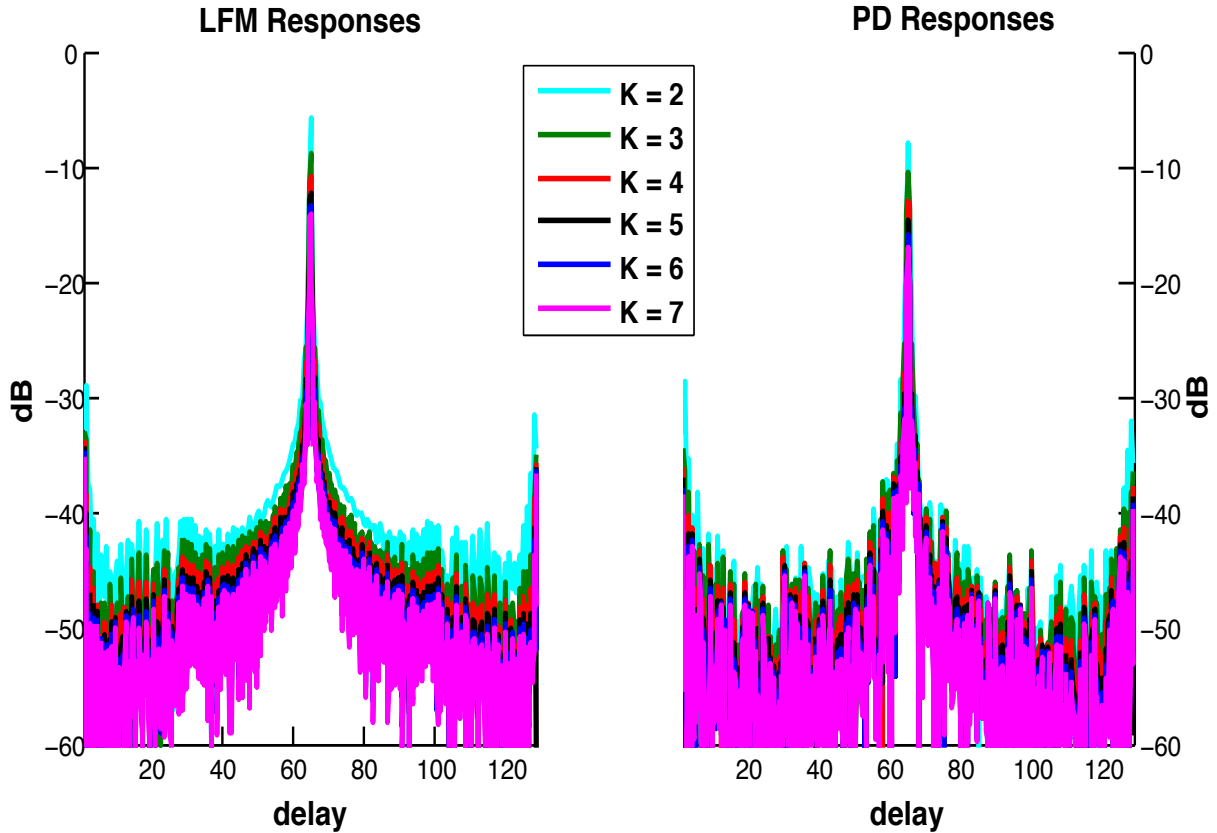 LFM Responses
PD Responses
0
−10
−20
−30
−40
−50
−60
dB
20 40 60 80 100 120
delay
K = 2
K = 3
K = 4
K = 5
K = 6
K = 7
0
−10
−20
−30
−40
−50
−60
dB
20 40 60 80 100 120
delay